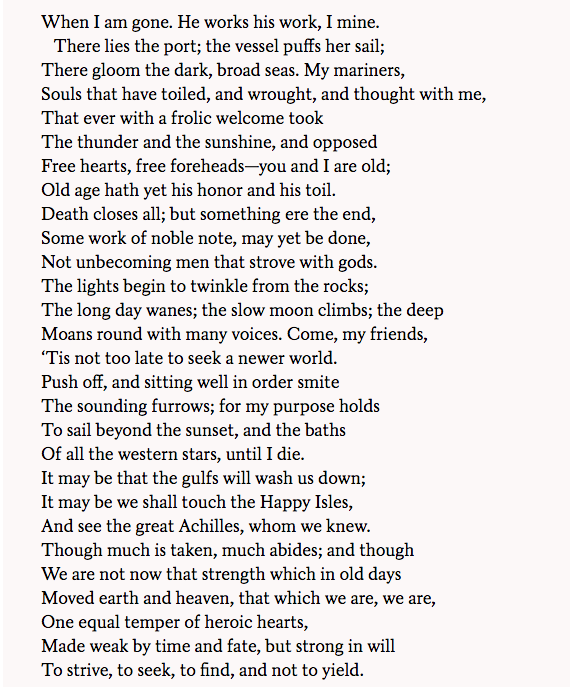 When I am gone. He works his work, I mine.
There lies the port; the vessel puffs her sail;
There gloom the dark, broad seas. My mariners,
Souls that have toiled, and wrought, and thought with me,
That ever with a frolic welcome took
The thunder and the sunshine, and opposed
Free hearts, free foreheads—you and I are old;
Old age hath yet his honor and his toil.
Death closes all; but something ere the end,
Some work of noble note, may yet be done,
Not unbecoming men that strove with gods.
The lights begin to twinkle from the rocks;
The long day wanes; the slow moon climbs; the deep
Moans round with many voices. Come, my friends,
‘Tis not too late to seek a newer world.
Push off, and sitting well in order smite
The sounding furrows; for my purpose holds
To sail beyond the sunset, and the baths
Of all the western stars, until I die.
It may be that the gulfs will wash us down;
It may be we shall touch the Happy Isles,
And see the great Achilles, whom we knew.
Though much is taken, much abides; and though
We are not now that strength which in old days
Moved earth and heaven, that which we are, we are,
One equal temper of heroic hearts,
Made weak by time and fate, but strong in will
To strive, to seek, to find, and not to yield.